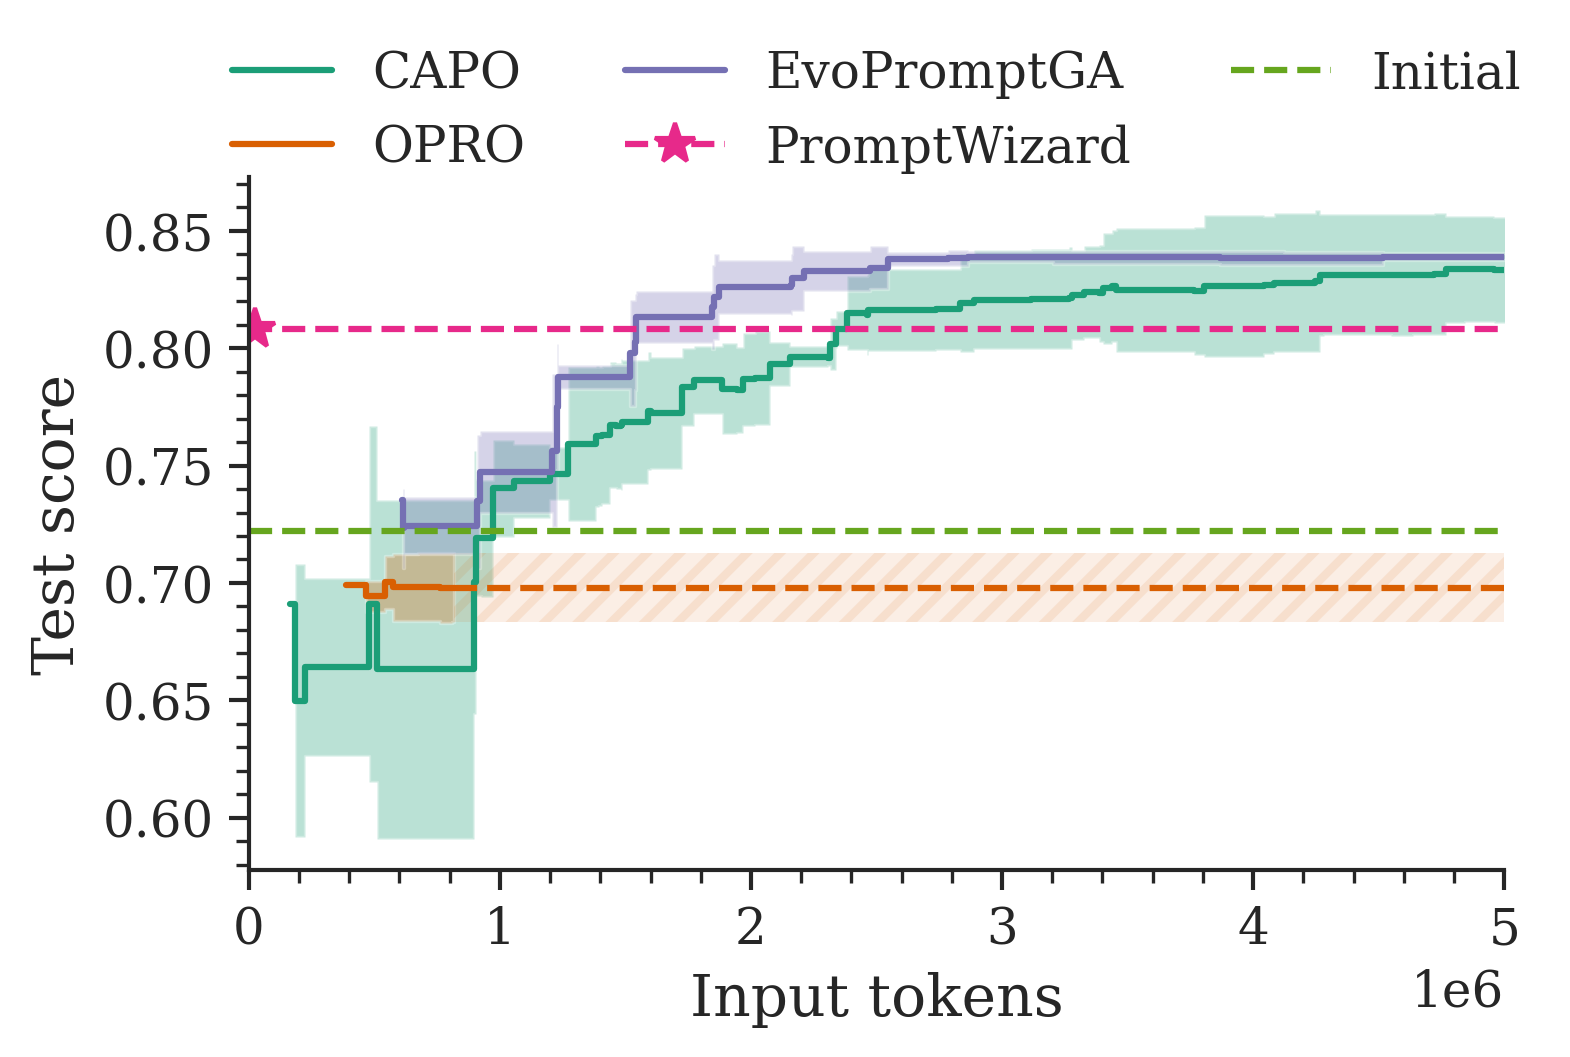 CAPO EvoPromptGA Initial
OPRO PromptWizard
0.85
0.80
0.75
0.70
0.65
0.60
Test score
0 1 2 3 4 5
1e6
Input tokens